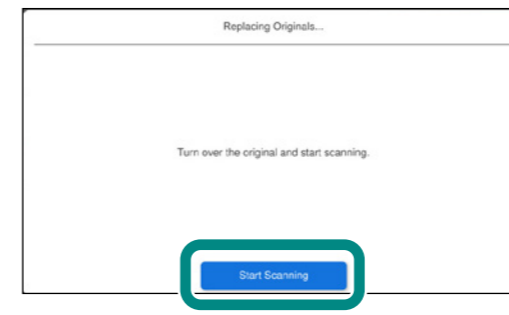 Replacing Originals...
Turn over the original and start scanning.
Start Scanning